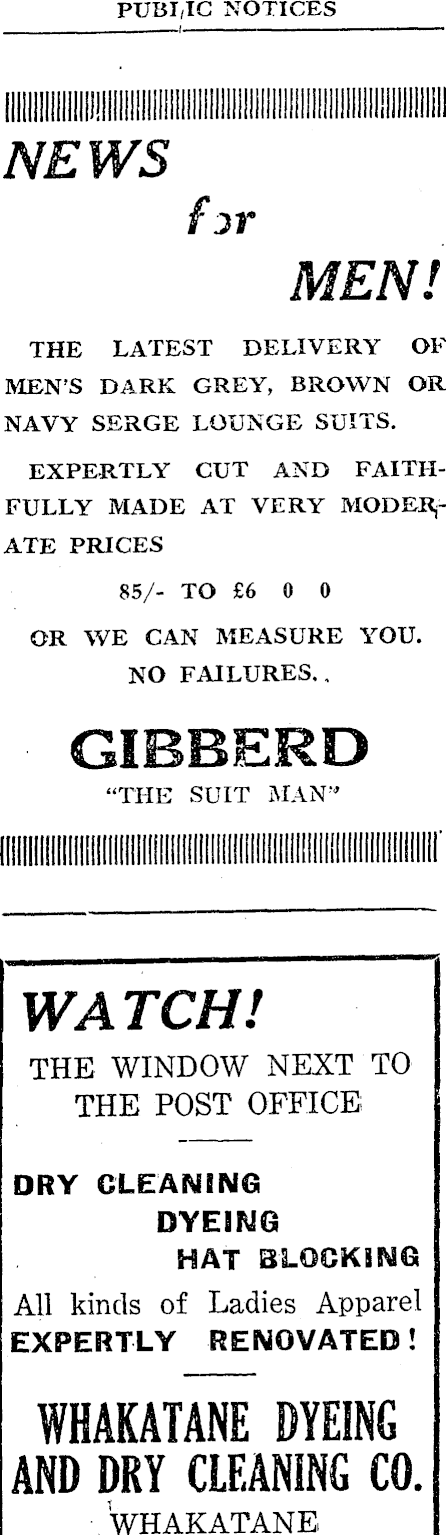 PUBLIC NOTICES
NEWS
for
MEN!
THE LATEST DELIVERY OF
MEN'S DARK GREY, BROWN OR
NAVY SERGE LOUNGE SUITS.
EXPERTLY CUT AND FAITH-
FULLY MADE AT VERY MODER-
ATE PRICES
85/- TO £6 0 0
OR WE CAN MEASURE YOU.
NO FAILURES..
GIBBERD
"THE SUIT MAN"
WATCH!
THE WINDOW NEXT TO
THE POST OFFICE
DRY CLEANING
DYEING
HAT BLOCKING
All kinds of Ladies Apparel
EXPERTLY RENOVATED!
WHAKATANE DYEING
AND DRY CLEANING CO.
WHAKATANE